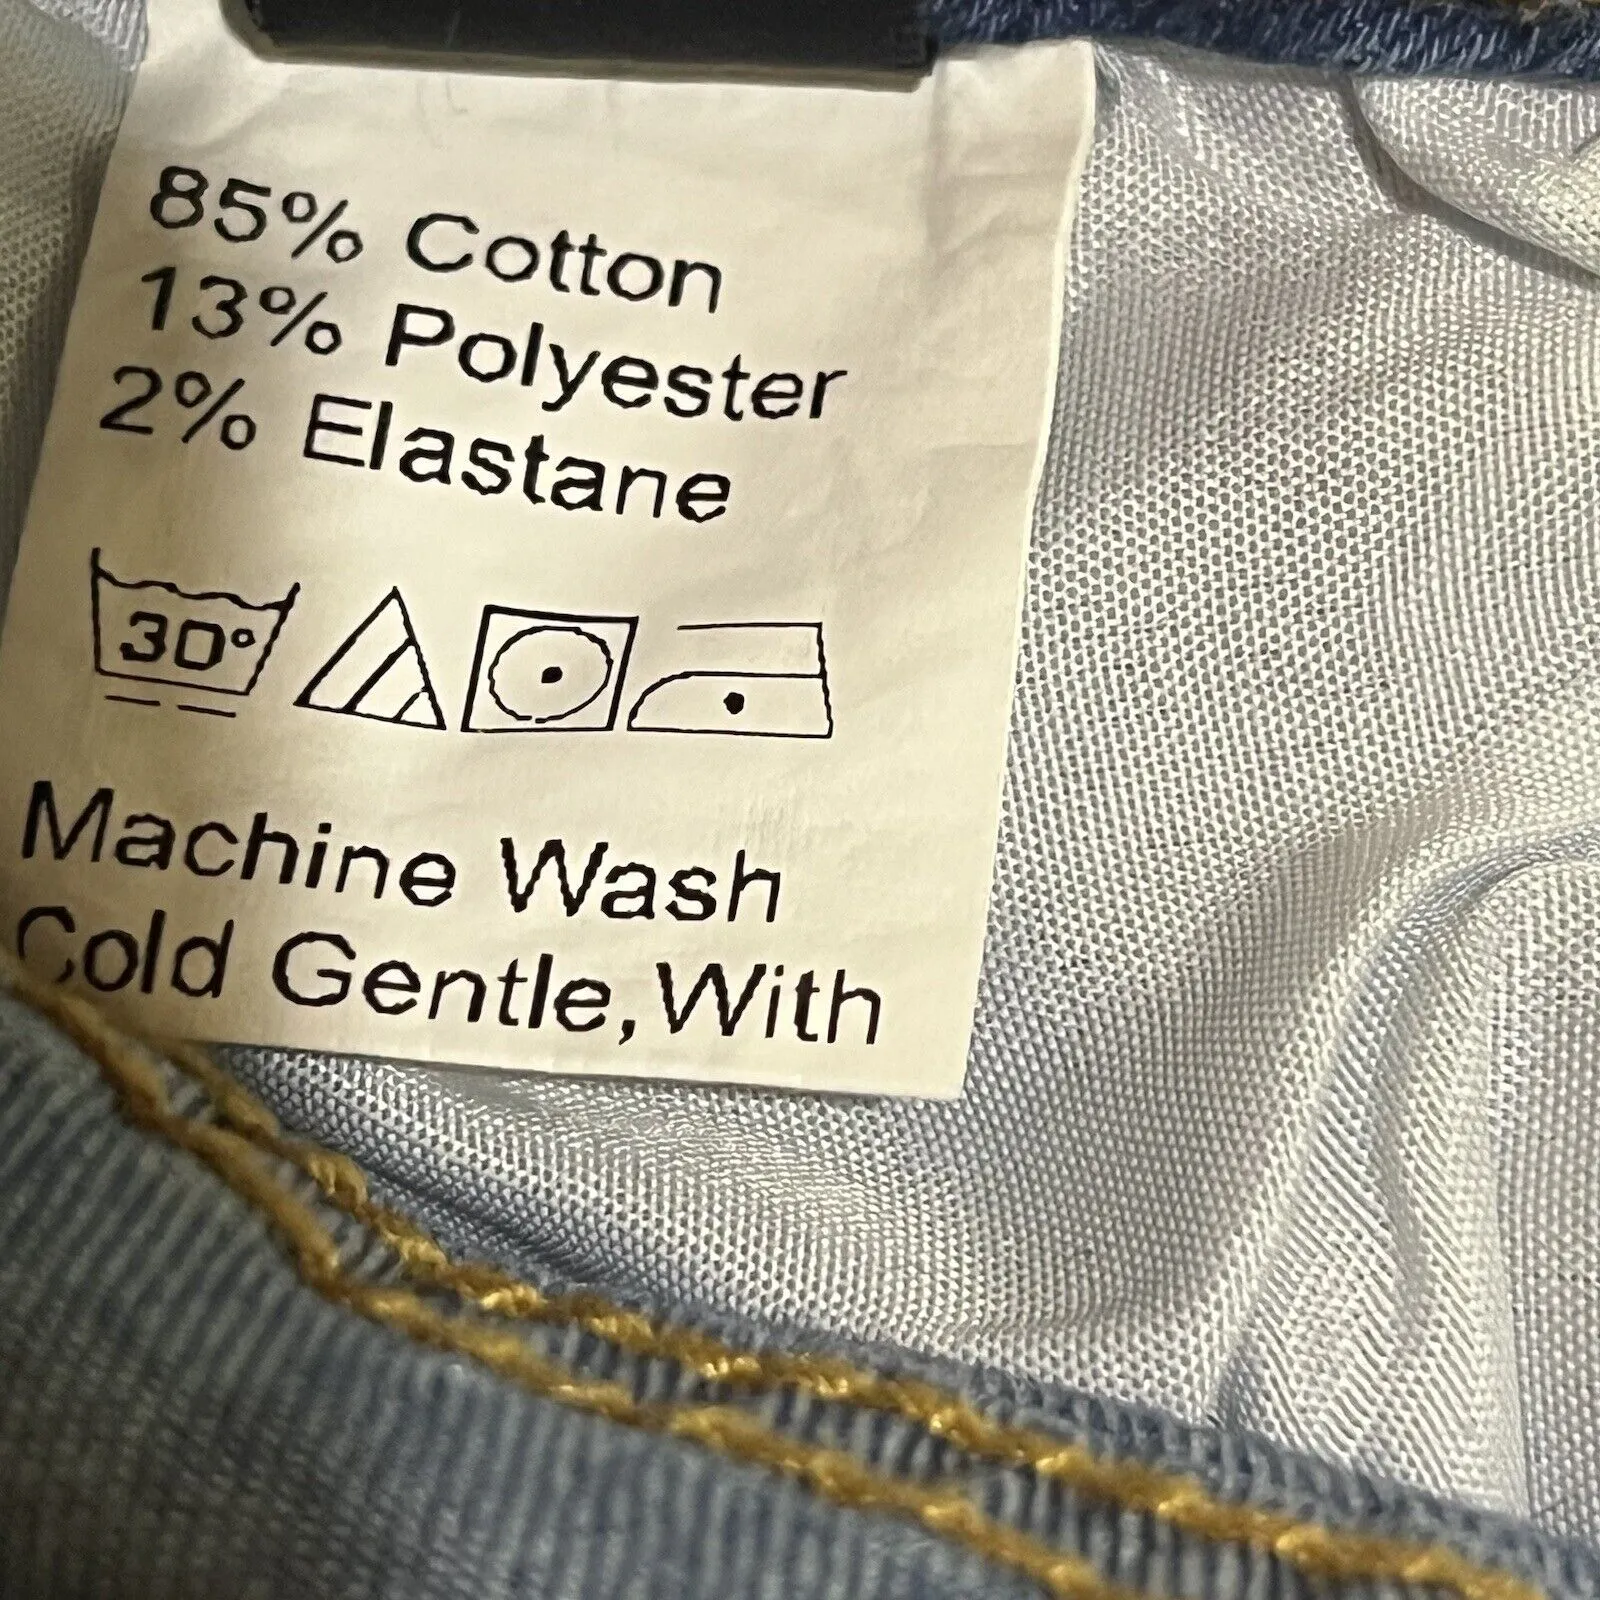 85% Cotton
13% Polyester
2% Elastane
30°
Machine Wash
Cold Gentle,With